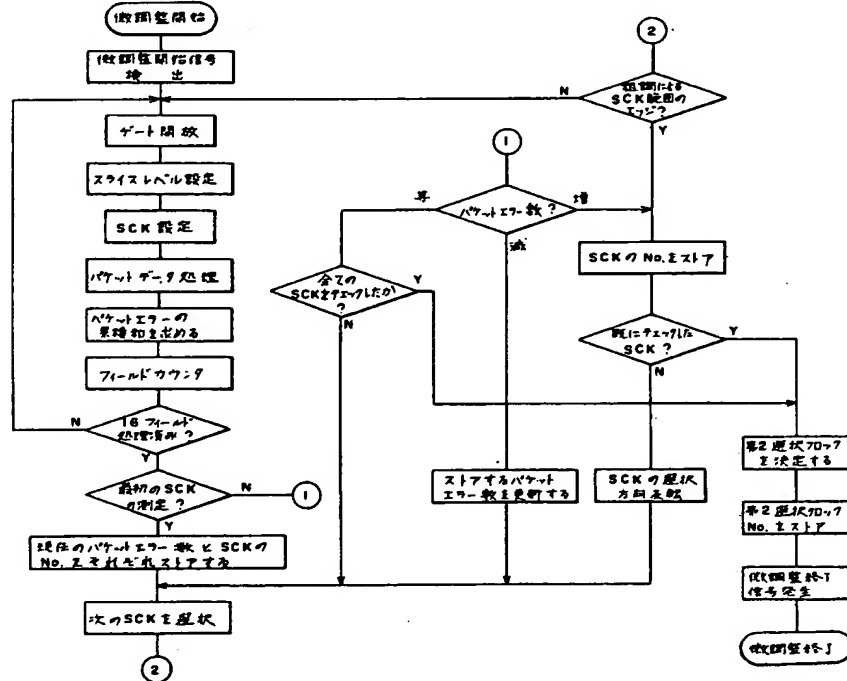 微調整開始
微調整開始信号
検出
ゲート開放
スライスレベル設定
SCK設定
パケットデータ処理
パケットエラーの
累積和を求める
フィールドカウンタ
16フィールド
処理済み?
N
Y
最初のSCK
の測定?
N
Y
1
現在のパケットエラー数とSCKの
No.をそれぞれストアする
次のSCKを選択
2
1
パケットエラー数?
等
増
減
全ての
SCKをチェックしたか
?
Y
N
ストアするパケット
エラー数を更新する
2
粗調による
SCK範囲の
エッジ?
N
Y
SCKのNo.をストア
既にチェックした
SCK?
Y
N
SCKの選択
方向反転
第2選択クロック
を決定する
第2選択クロック
No.をストア
微調整終了
信号発生
微調整終了